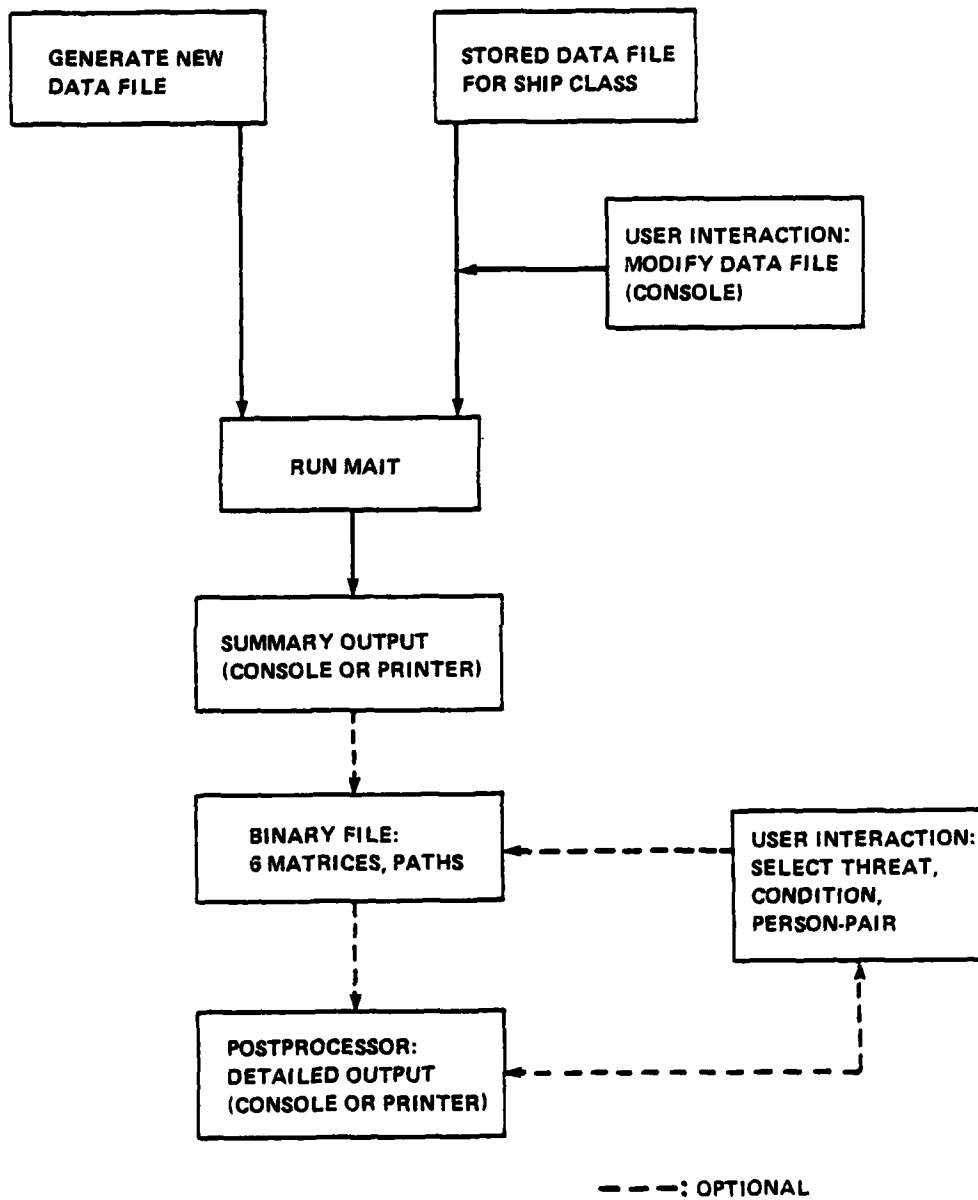 GENERATE NEW
DATA FILE
STORED DATA FILE
FOR SHIP CLASS
USER INTERACTION:
MODIFY DATA FILE
(CONSOLE)
RUN MAIT
SUMMARY OUTPUT
(CONSOLE OR PRINTER)
BINARY FILE:
6 MATRICES, PATHS
USER INTERACTION:
SELECT THREAT,
CONDITION,
PERSON-PAIR
POSTPROCESSOR:
DETAILED OUTPUT
(CONSOLE OR PRINTER)
– – –: OPTIONAL